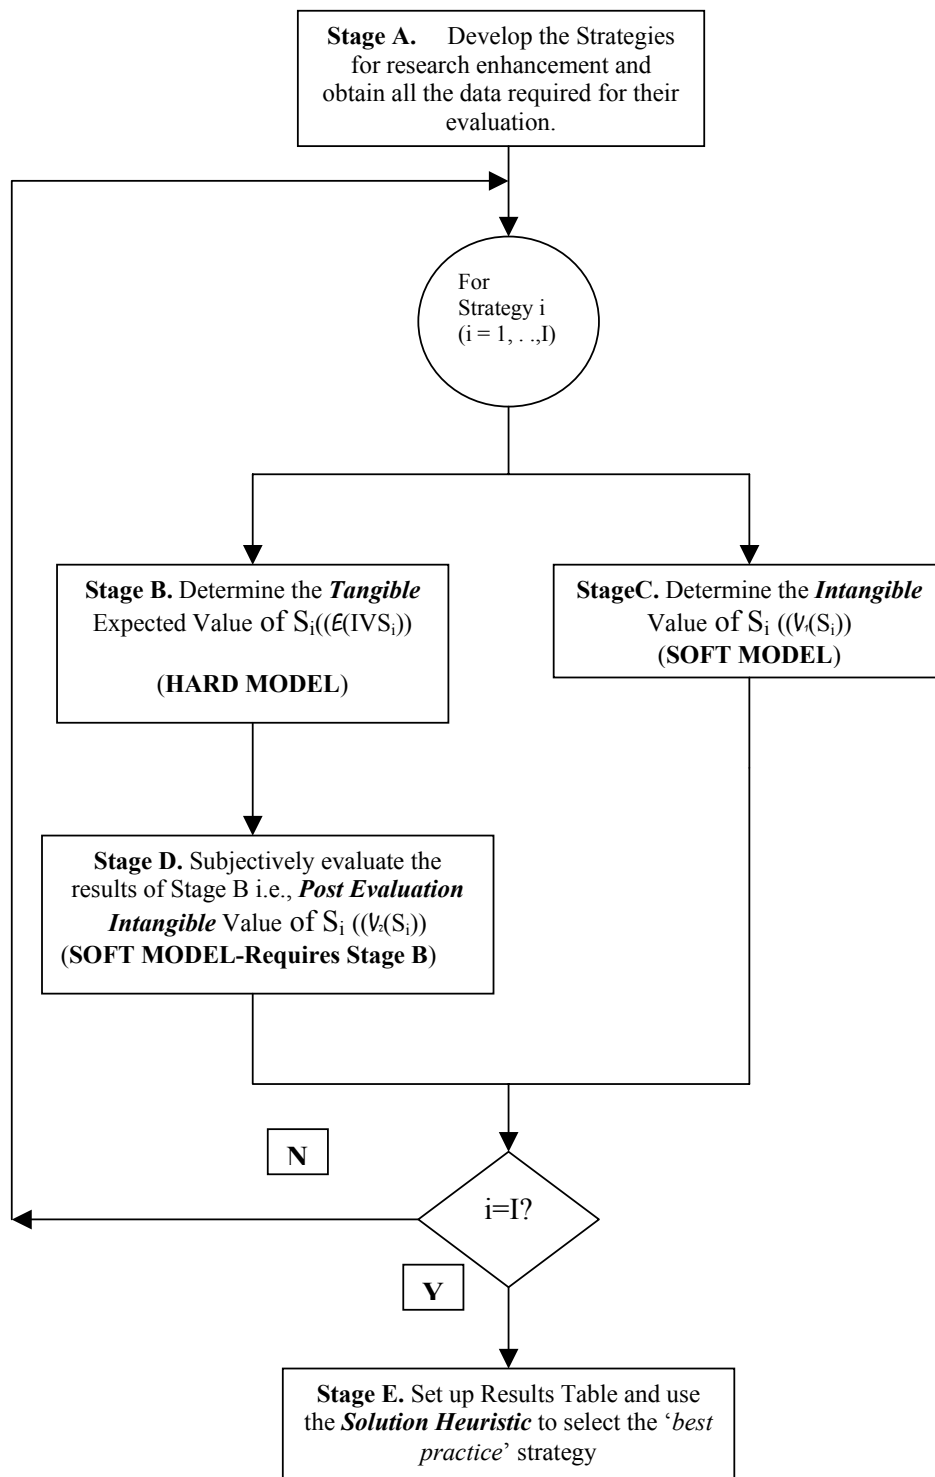 Stage A. Develop the Strategies
for research enhancement and
obtain all the data required for their
evaluation.
For
Strategy i
(i = 1, . .,I)
Stage B. Determine the Tangible
Expected Value of Si((E(IVSi))
(HARD MODEL)
StageC. Determine the Intangible
Value of Si ((V1(Si))
(SOFT MODEL)
Stage D. Subjectively evaluate the
results of Stage B i.e., Post Evaluation
Intangible Value of Si ((V2(Si))
(SOFT MODEL-Requires Stage B)
N
i=I?
Y
Stage E. Set up Results Table and use
the Solution Heuristic to select the ‘best
practice’ strategy